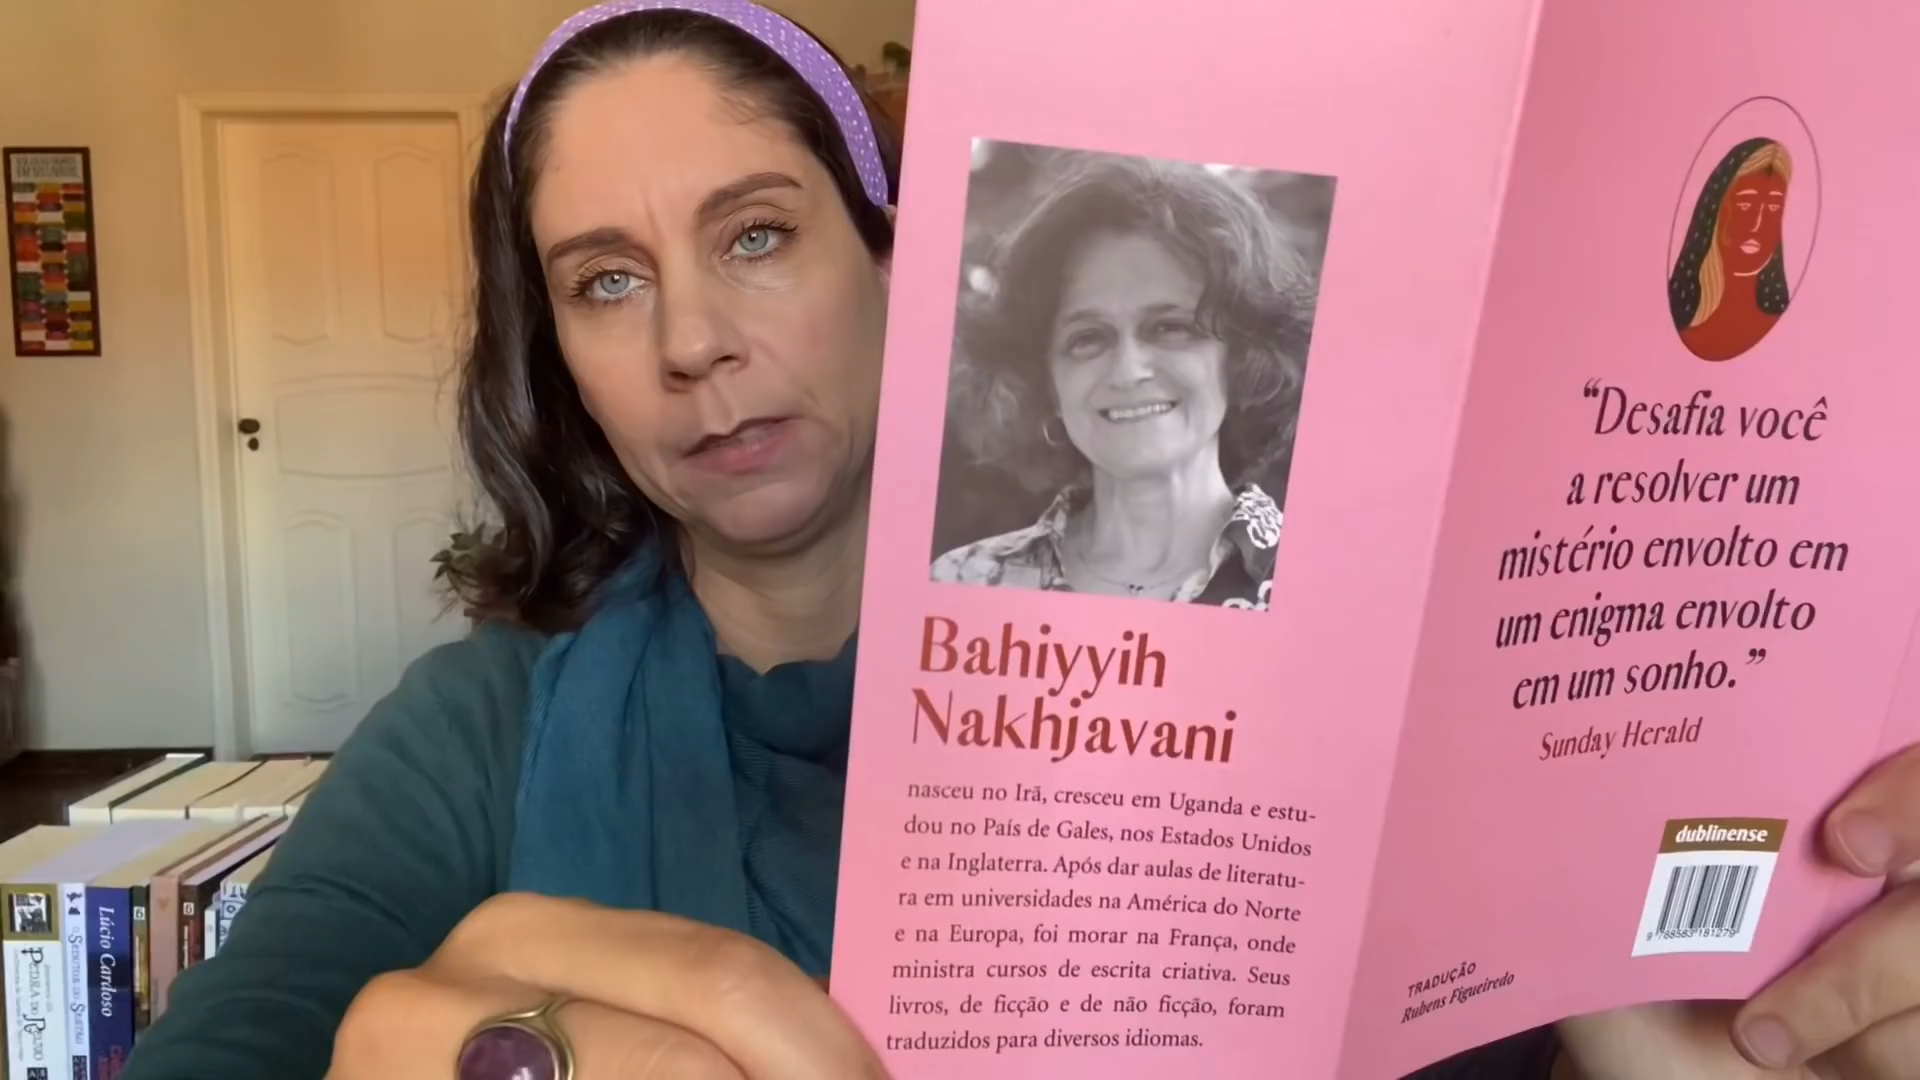 Bahiyyih
Nakhjavani
nasceu no Irã, cresceu em Uganda e estu-
dou no País de Gales, nos Estados Unidos
e na Inglaterra. Após dar aulas de literatu-
ra em universidades na América do Norte
e na Europa, foi morar na França, onde
ministra cursos de escrita criativa. Seus
livros, de ficção e de não ficção, foram
traduzidos para diversos idiomas.
“Desafia você
a resolver um
mistério envolto em
um enigma envolto
em um sonho.”
Sunday Herald
dublinense
9 788583 181279
TRADUÇÃO
Rubens Figueiredo
Lúcio Cardoso